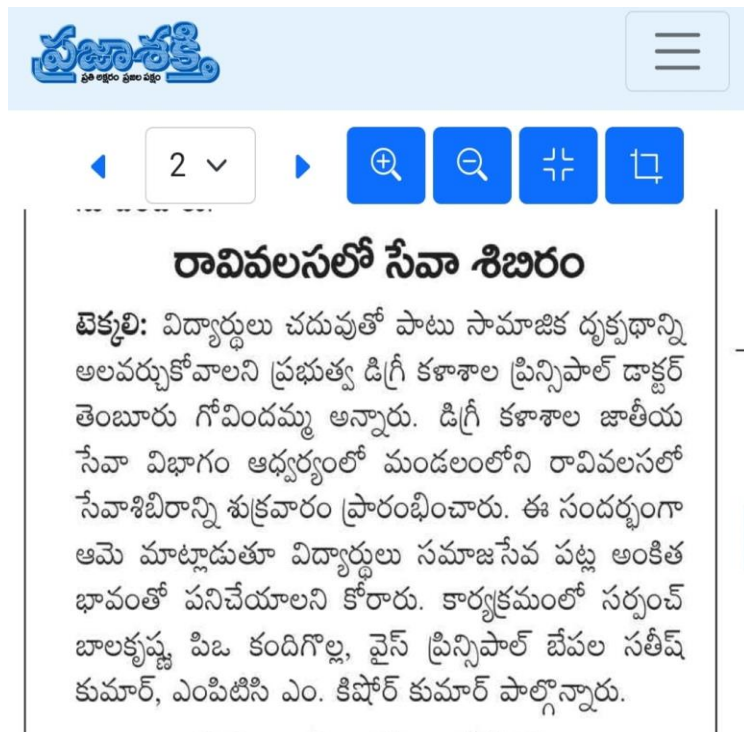 ప్రజాశక్తి
ప్రతి అక్షరం ప్రజల పక్షం
2
రావివలసలో సేవా శిబిరం
టెక్కలి: విద్యార్థులు చదువుతో పాటు సామాజిక దృక్పథాన్ని
అలవర్చుకోవాలని ప్రభుత్వ డిగ్రీ కళాశాల ప్రిన్సిపాల్ డాక్టర్
తెంబూరు గోవిందమ్మ అన్నారు. డిగ్రీ కళాశాల జాతీయ
సేవా విభాగం ఆధ్వర్యంలో మండలంలోని రావివలసలో
సేవాశిబిరాన్ని శుక్రవారం ప్రారంభించారు. ఈ సందర్భంగా
ఆమె మాట్లాడుతూ విద్యార్థులు సమాజసేవ పట్ల అంకిత
భావంతో పనిచేయాలని కోరారు. కార్యక్రమంలో సర్పంచ్
బాలకృష్ణ, పిఒ కందిగొల్ల, వైస్ ప్రిన్సిపాల్ బేపల సతీష్
కుమార్, ఎంపిటిసి ఎం. కిషోర్ కుమార్ పాల్గొన్నారు.